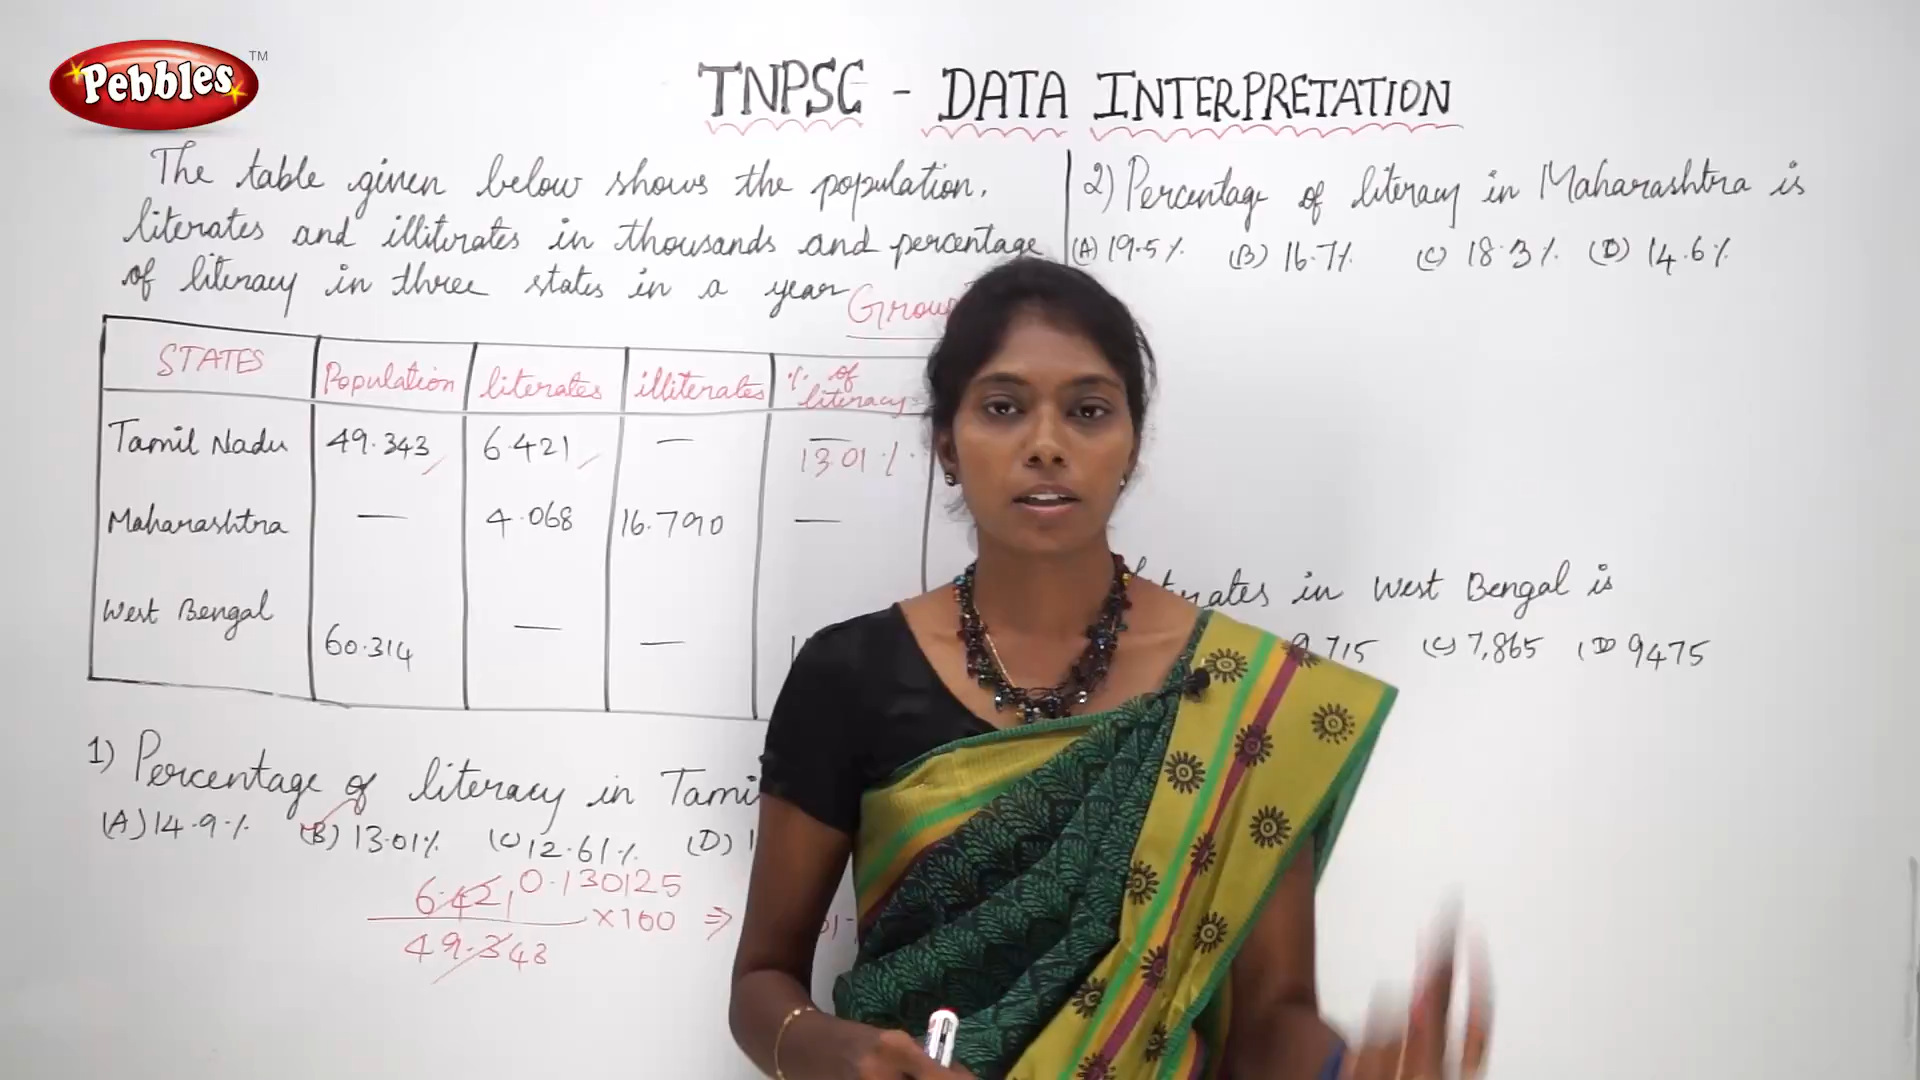 Pebbles™
TNPSC - DATA INTERPRETATION
The table given below shows the population,
literates and illiterates in thousands and percentage
of literacy in three states in a year
STATES Population literates illiterates % of literacy
Tamil Nadu 49.343 6.421 — —
13.01%
Maharashtra — 4.068 16.790 —
West Bengal 60.314 — —
1) Percentage of literacy in
(A) 14.9% (B) 13.01% (C) 12.61% (D)
6.421 0.130125
49.343 ×100 ⇒
2) Percentage of literacy in Maharashtra is
(A) 19.5% (B) 16.7% (C) 18.3% (D) 14.6%
in West Bengal is
(C) 7,865 (D) 9475